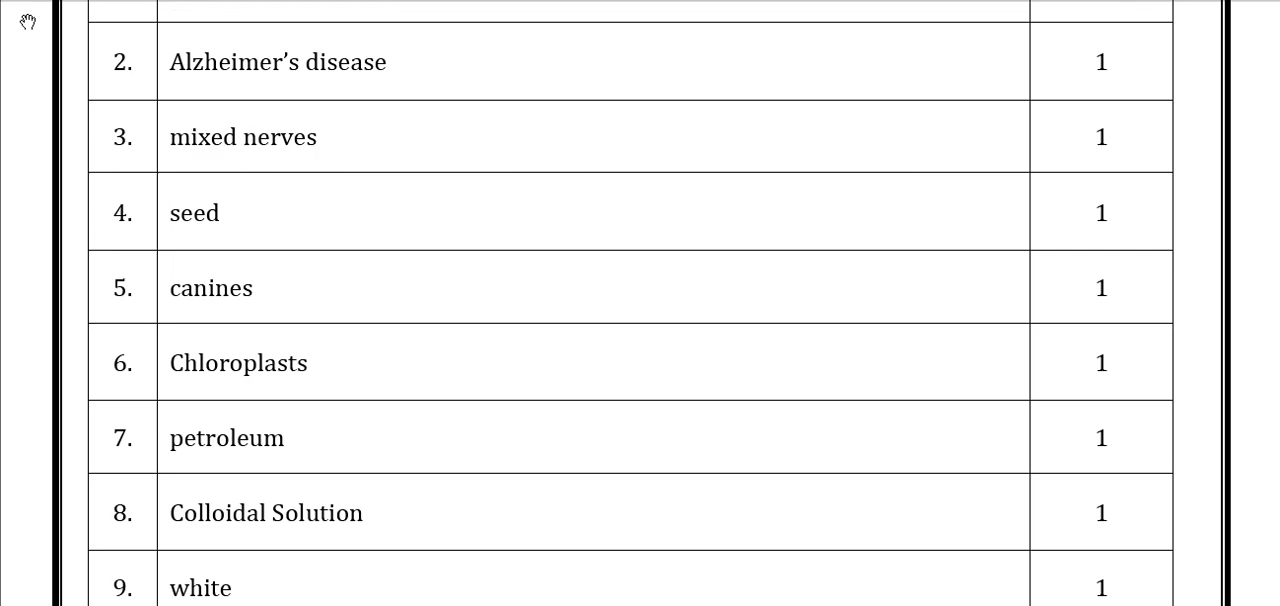 2. Alzheimer’s disease 1
3. mixed nerves 1
4. seed 1
5. canines 1
6. Chloroplasts 1
7. petroleum 1
8. Colloidal Solution 1
9. white 1